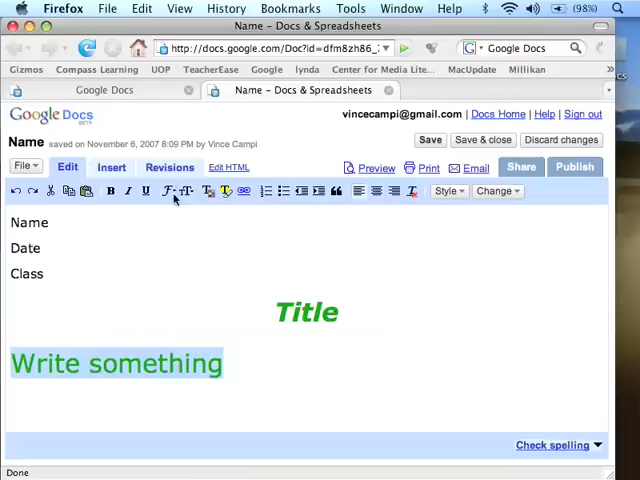 Firefox File Edit View History Bookmarks Tools Window Help (98%)
Name - Docs & Spreadsheets
http://docs.google.com/Doc?id=dfm8zh86_ Google Docs
Gizmos Compass Learning UOP TeacherEase Google lynda Center for Media Lite... MacUpdate Millikan
Google Docs Name – Docs & Spreadsheets
Google Docs BETA vincecampi@gmail.com | Docs Home | Help | Sign out
Name saved on November 6, 2007 8:09 PM by Vince Campi Save Save & close Discard changes
File Edit Insert Revisions Edit HTML Preview Print Email Share Publish
B I U Style Change
Name
Date
Class
Title
Write something
Check spelling
Done